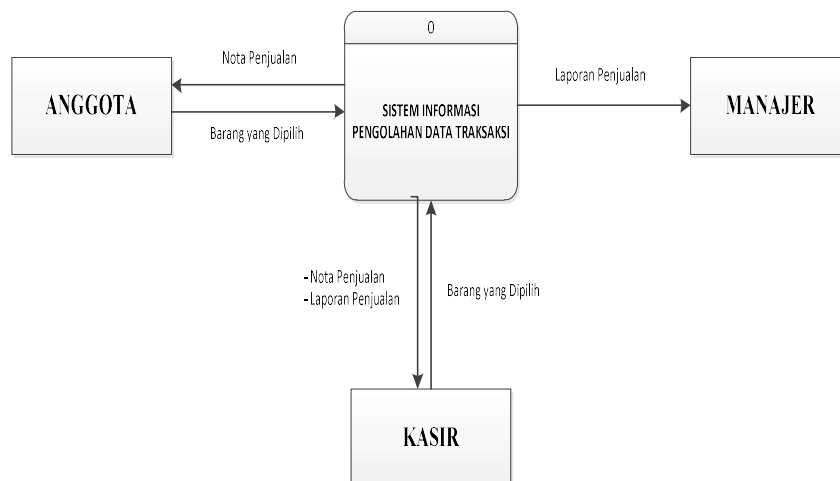 0
Nota Penjualan
Laporan Penjualan
ANGGOTA
SISTEM INFORMASI
PENGOLAHAN DATA TRAKSAKSI
MANAJER
Barang yang Dipilih
- Nota Penjualan
- Laporan Penjualan
Barang yang Dipilih
KASIR